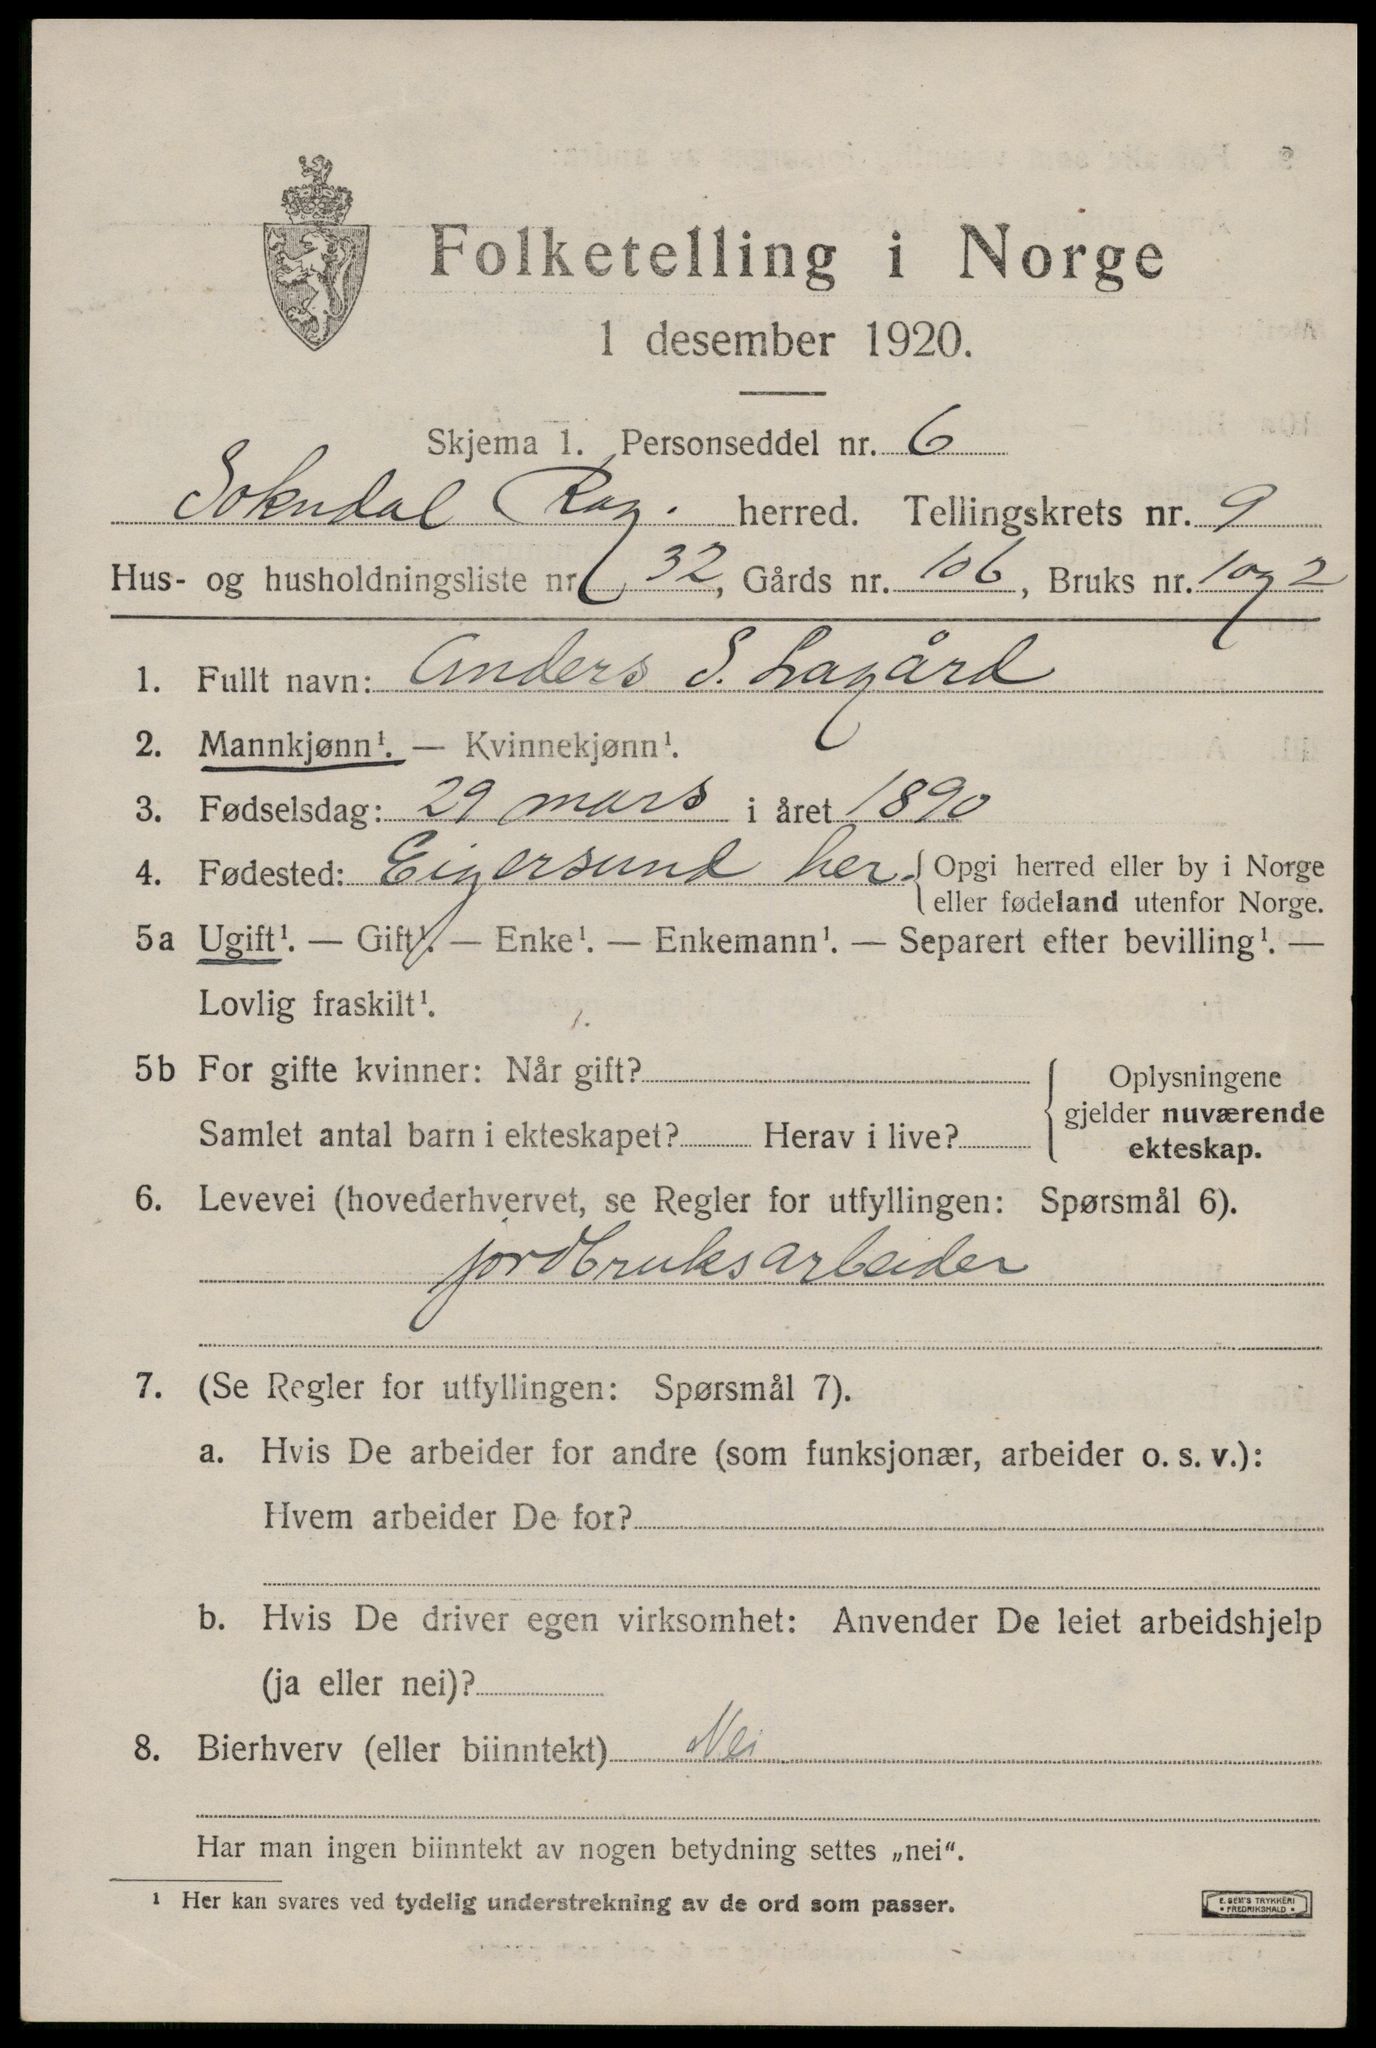 Folketelling i Norge
1 desember 1920.
Skjema 1. Personseddel nr. 6
Sokndal Rog. herred. Tellingskrets nr. 9
Hus- og husholdningsliste nr. 32, Gårds nr. 106, Bruks nr. 1 og 2
1. Fullt navn: Anders S. Lagård
2. Mannkjønn¹. — Kvinnekjønn¹.
3. Fødselsdag: 29 mars i året 1890
4. Fødested: Eigersund her. { Opgi herred eller by i Norge
eller fødeland utenfor Norge.
5a Ugift¹. — Gift¹. — Enke¹. — Enkemann¹. — Separert efter bevilling¹. —
Lovlig fraskilt¹.
5b For gifte kvinner: Når gift?
Samlet antal barn i ekteskapet? Herav i live?
Oplysningene
gjelder nuværende
ekteskap.
6. Levevei (hovederhvervet, se Regler for utfyllingen: Spørsmål 6).
jordbruksarbeider
7. (Se Regler for utfyllingen: Spørsmål 7).
a. Hvis De arbeider for andre (som funksjonær, arbeider o. s. v.):
Hvem arbeider De for?
b. Hvis De driver egen virksomhet: Anvender De leiet arbeidshjelp
(ja eller nei)?
8. Bierhverv (eller biinntekt) Nei
Har man ingen biinntekt av nogen betydning settes „nei".
¹ Her kan svares ved tydelig understrekning av de ord som passer.
E. SEM'S TRYKKERI
• FREDRIKSHALD •